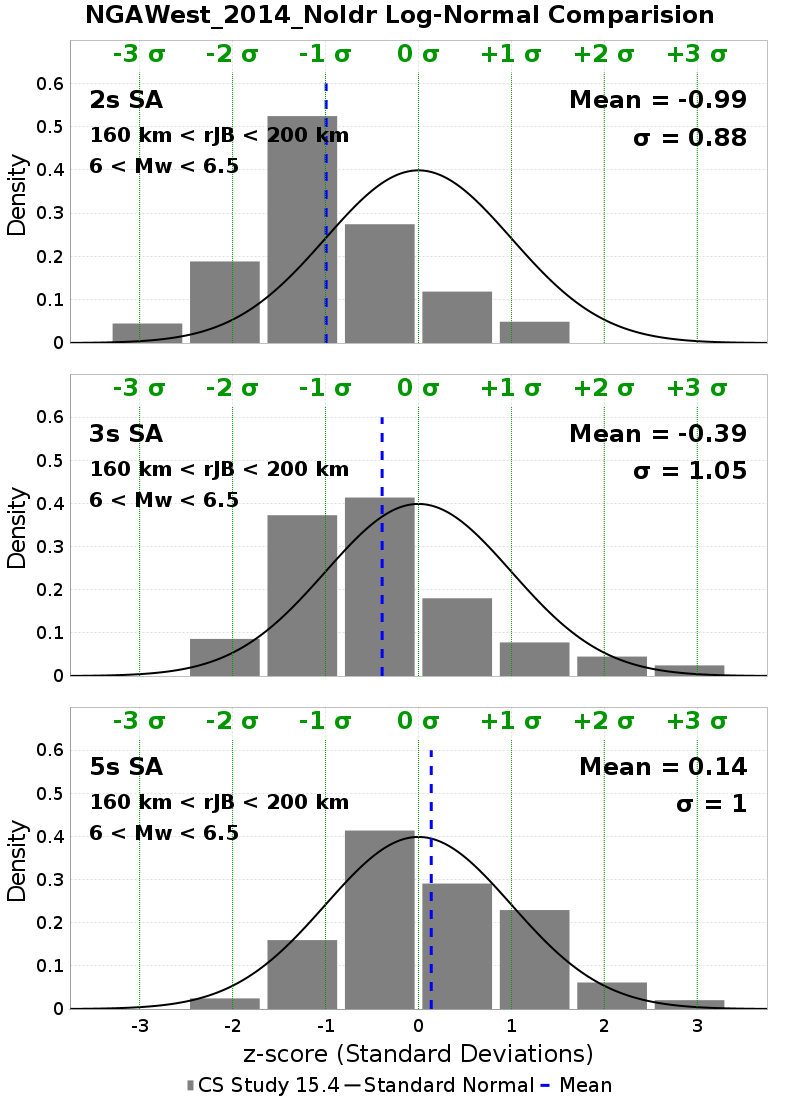 NGAWest_2014_NoIdr Log-Normal Comparision
-3 σ -2 σ -1 σ 0 σ +1 σ +2 σ +3 σ
0.6
2s SA Mean = -0.99
0.5
160 km < rJB < 200 km σ = 0.88
6 < Mw < 6.5
0.4
Density
0.3
0.2
0.1
0
-3 σ -2 σ -1 σ 0 σ +1 σ +2 σ +3 σ
0.6
3s SA Mean = -0.39
0.5
160 km < rJB < 200 km σ = 1.05
6 < Mw < 6.5
0.4
Density
0.3
0.2
0.1
0
-3 σ -2 σ -1 σ 0 σ +1 σ +2 σ +3 σ
0.6
5s SA Mean = 0.14
0.5
160 km < rJB < 200 km σ = 1
6 < Mw < 6.5
0.4
Density
0.3
0.2
0.1
0
-3 -2 -1 0 1 2 3
z-score (Standard Deviations)
CS Study 15.4 Standard Normal Mean